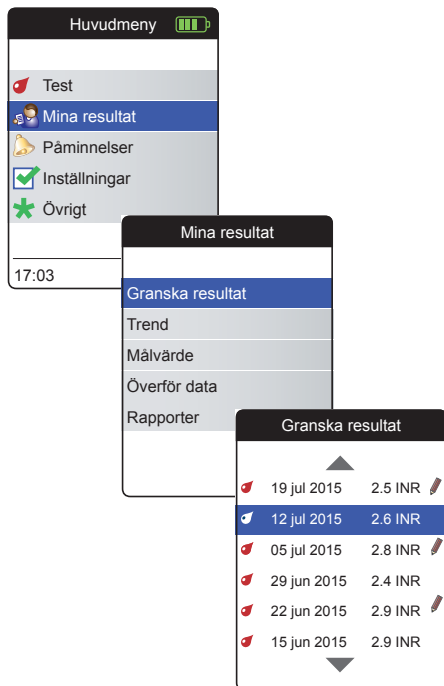 Huvudmeny
Test
Mina resultat
Påminnelser
Inställningar
Övrigt
17:03
Mina resultat
Granska resultat
Trend
Målvärde
Överför data
Rapporter
Granska resultat
19 jul 2015 2.5 INR
12 jul 2015 2.6 INR
05 jul 2015 2.8 INR
29 jun 2015 2.4 INR
22 jun 2015 2.9 INR
15 jun 2015 2.9 INR